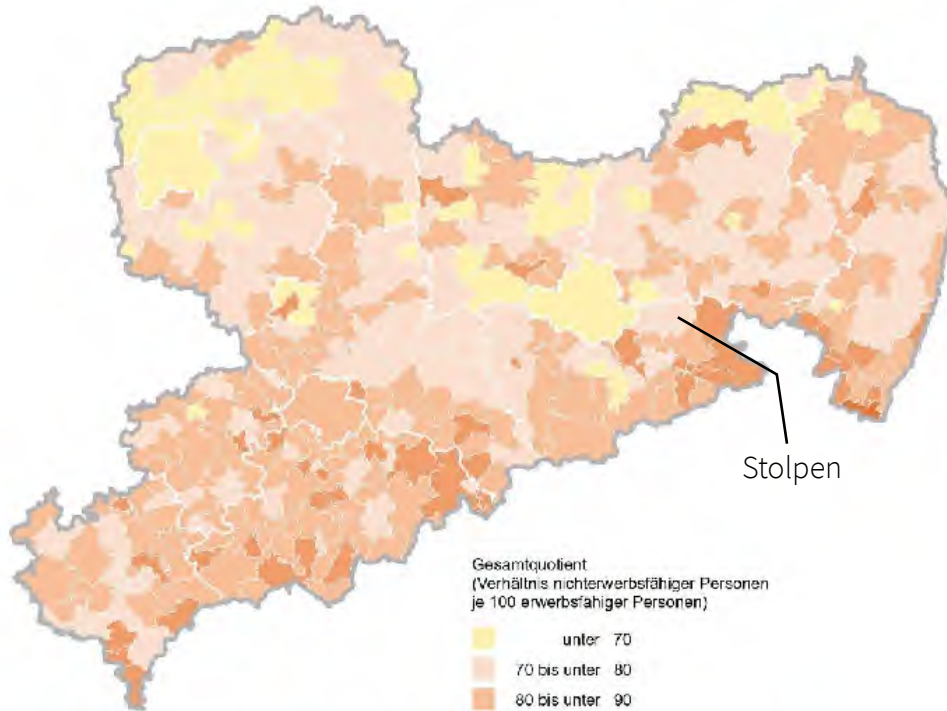 Stolpen
Gesamtquotient
(Verhältnis nichterwerbsfähiger Personen
je 100 erwerbsfähiger Personen)
unter 70
70 bis unter 80
80 bis unter 90